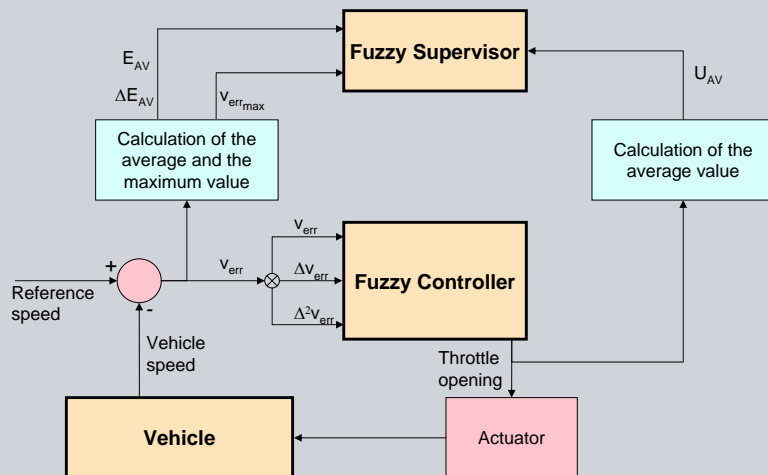 Fuzzy Supervisor
E_AV
ΔE_AV
v_err_max
U_AV
Calculation of the
average and the
maximum value
Calculation of the
average value
+
Reference
speed
-
v_err
v_err
Δv_err
Δ²v_err
Fuzzy Controller
Vehicle
speed
Throttle
opening
Vehicle
Actuator